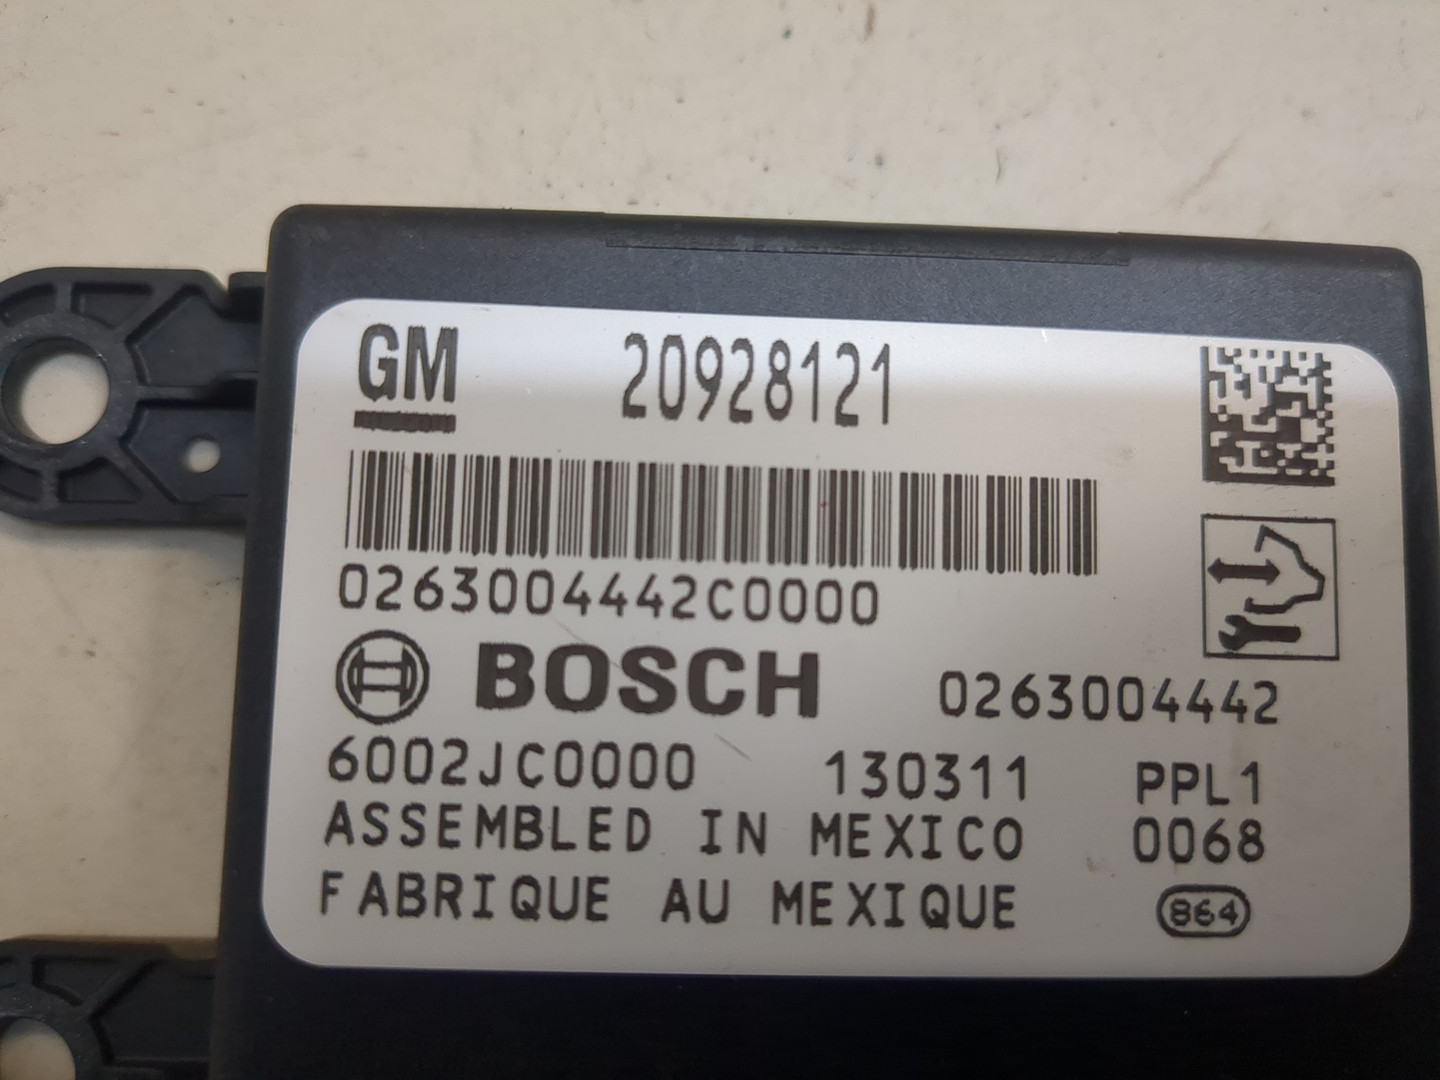 GM 20928121
0263004442C0000
BOSCH 0263004442
6002JC0000 130311 PPL1
ASSEMBLED IN MEXICO 0068
FABRIQUE AU MEXIQUE 864